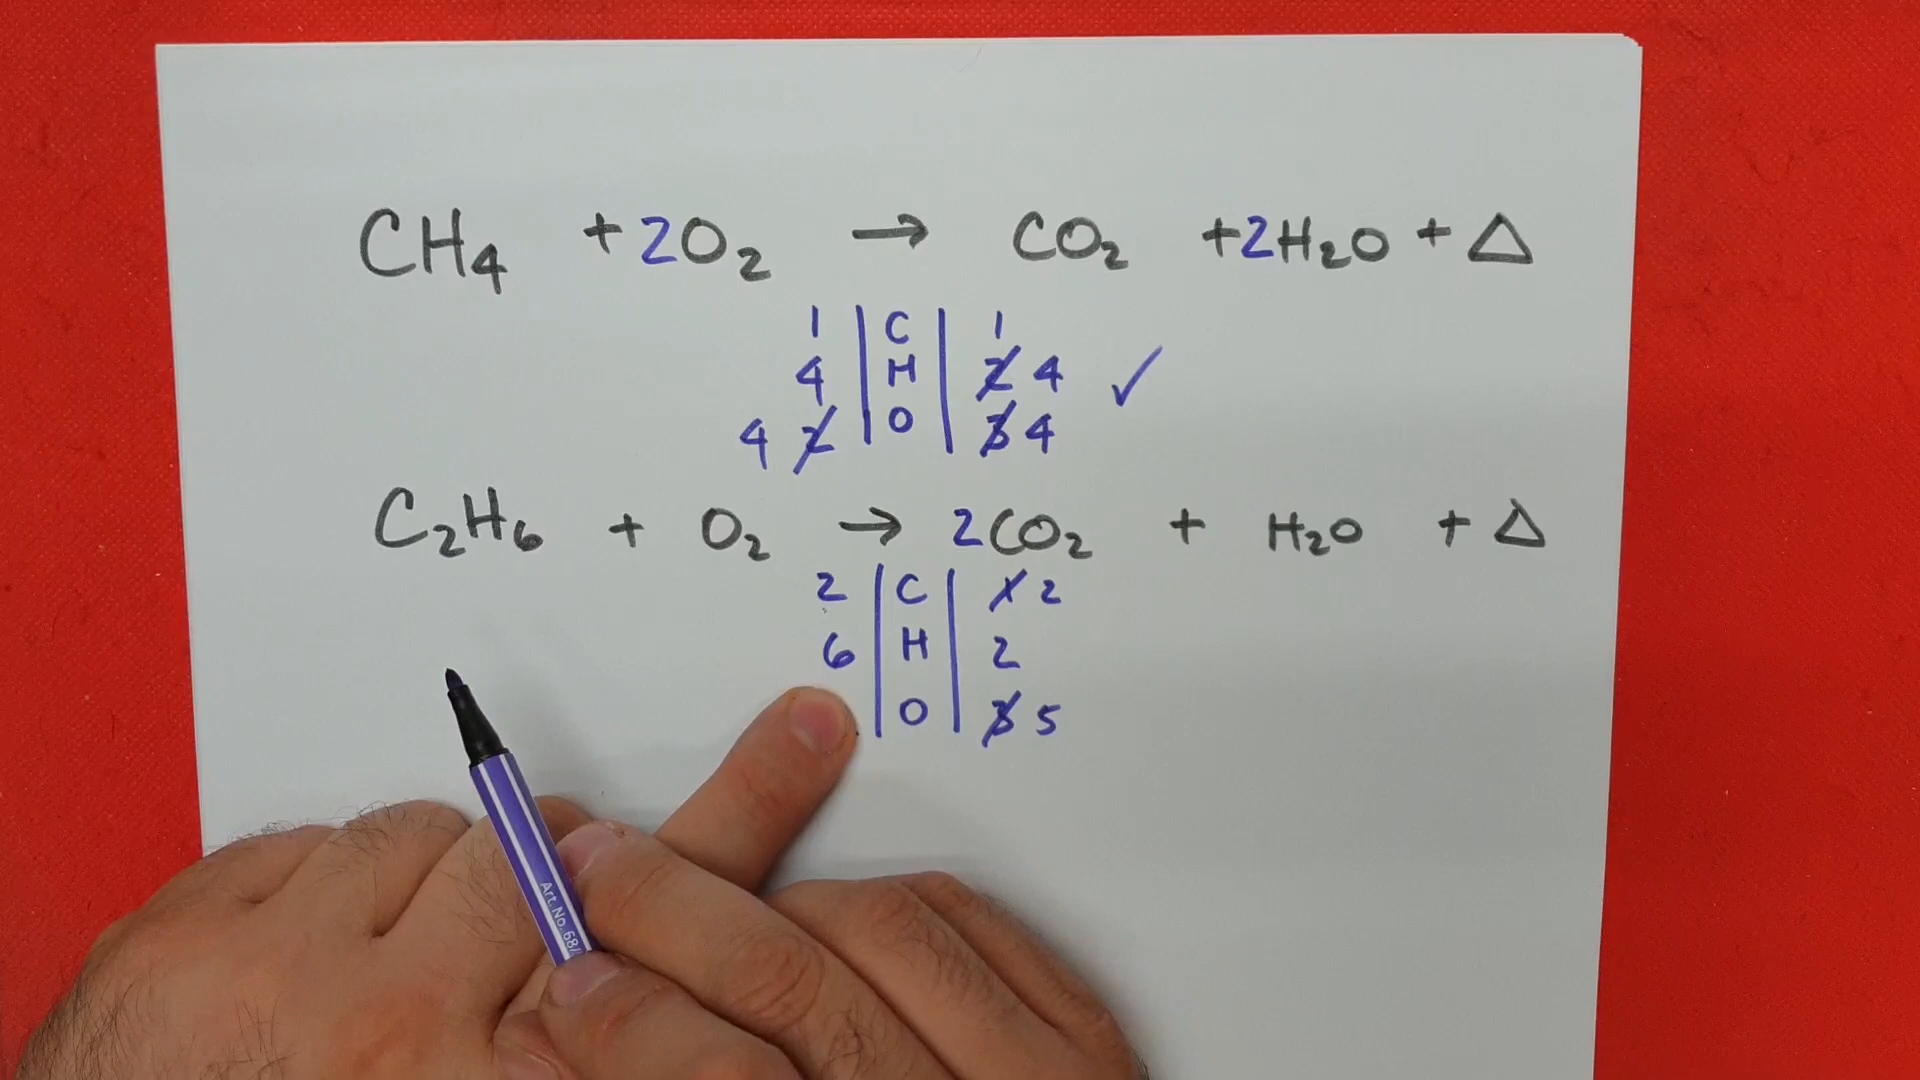 CH₄ + 2O₂ → CO₂ + 2H₂O + △
1 | C | 1
4 | H | 2 4
4 2 | O | 3 4 ✓
C₂H₆ + O₂ → 2CO₂ + H₂O + △
2 | C | 1 2
6 | H | 2
| O | 3 5
Art. No. 68/